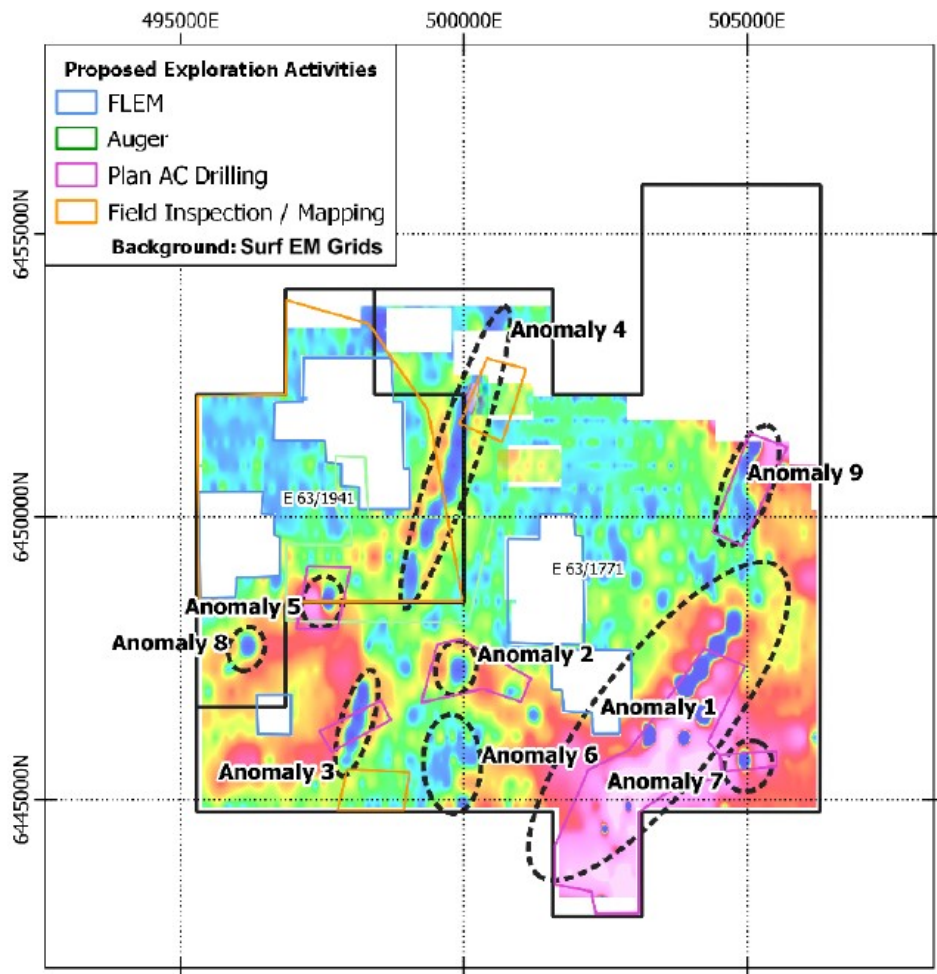 495000E
500000E
505000E
Proposed Exploration Activities
FLEM
Auger
Plan AC Drilling
Field Inspection / Mapping
Background: Surf EM Grids
6455000N
Anomaly 4
Anomaly 9
E 63/1941
6450000N
E 63/1771
Anomaly 5
Anomaly 8
Anomaly 2
Anomaly 1
Anomaly 6
Anomaly 3
Anomaly 7
6445000N